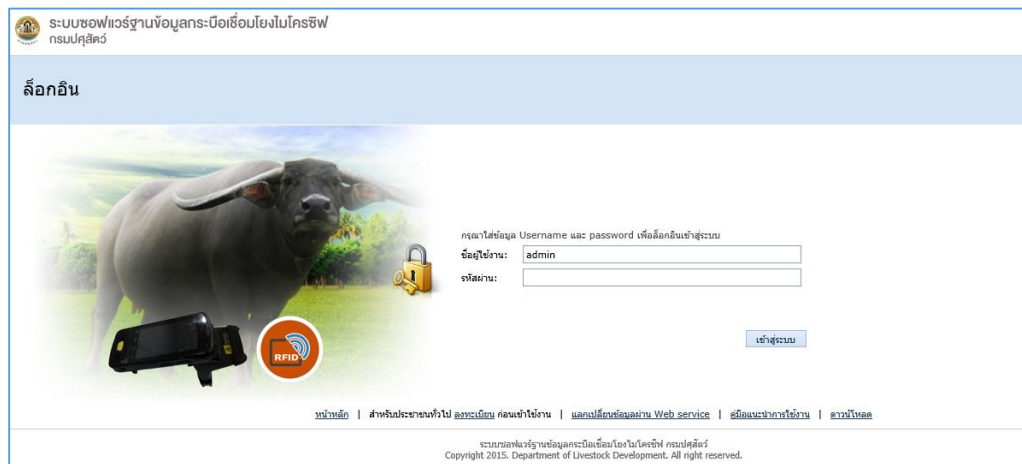 ระบบซอฟแวร์ฐานข้อมูลกระบือเชื่อมโยงไมโครชิฟ
กรมปศุสัตว์
ล็อกอิน
กรุณาใส่ข้อมูล Username และ password เพื่อล็อกอินเข้าสู่ระบบ
ชื่อผู้ใช้งาน: admin
รหัสผ่าน:
RFID
เข้าสู่ระบบ
หน้าหลัก | สำหรับประชาชนทั่วไป ลงทะเบียน ก่อนเข้าใช้งาน | แลกเปลี่ยนข้อมูลผ่าน Web service | คู่มือแนะนำการใช้งาน | ดาวน์โหลด
ระบบซอฟแวร์ฐานข้อมูลกระบือเชื่อมโยงไมโครชิฟ กรมปศุสัตว์
Copyright 2015. Department of Livestock Development. All right reserved.